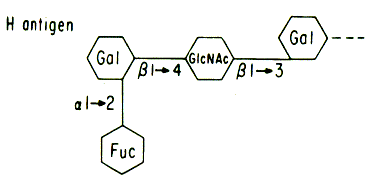 H antigen
Gal
β1→4
GlcNAc
β1→3
Gal
α1→2
Fuc